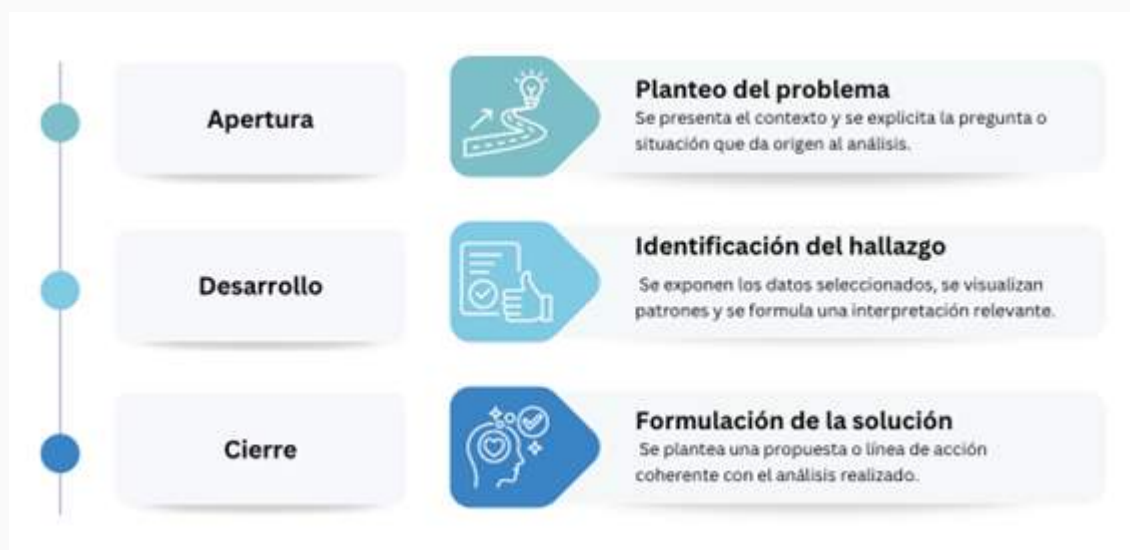 Apertura
Planteo del problema
Se presenta el contexto y se explicita la pregunta o
situación que da origen al análisis.
Desarrollo
Identificación del hallazgo
Se exponen los datos seleccionados, se visualizan
patrones y se formula una interpretación relevante.
Cierre
Formulación de la solución
Se plantea una propuesta o línea de acción
coherente con el análisis realizado.